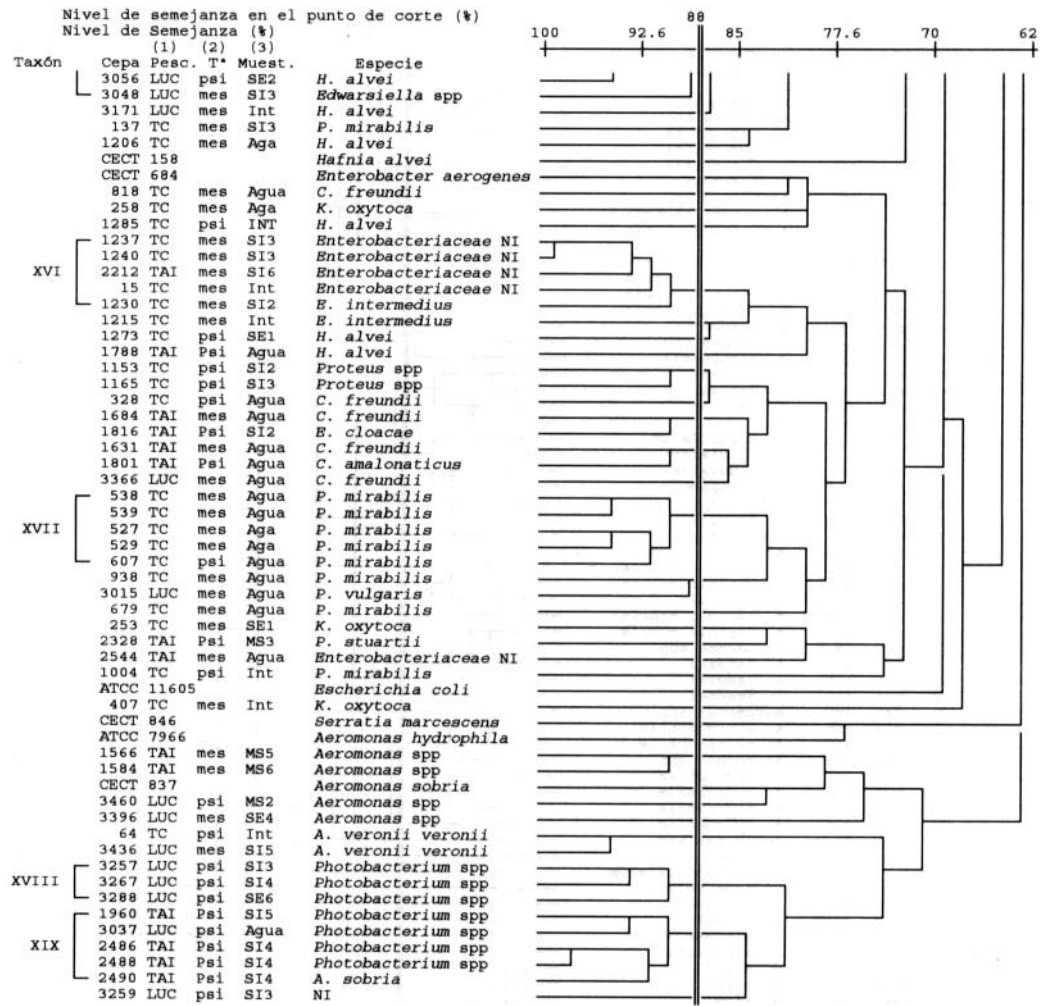 Nivel de semejanza en el punto de corte (%) 88
Nivel de Semejanza (%) 100 92.6 85 77.6 70 62
(1) (2) (3)
Taxón Cepa Pesc. Tª Muest. Especie
3056 LUC psi SE2 H. alvei
3048 LUC mes SI3 Edwarsiella spp
3171 LUC mes Int H. alvei
137 TC mes SI3 P. mirabilis
1206 TC mes Aga H. alvei
CECT 158 Hafnia alvei
CECT 684 Enterobacter aerogenes
818 TC mes Agua C. freundii
258 TC mes Aga K. oxytoca
1285 TC psi INT H. alvei
1237 TC mes SI3 Enterobacteriaceae NI
1240 TC mes SI3 Enterobacteriaceae NI
XVI 2212 TAI mes SI6 Enterobacteriaceae NI
15 TC mes Int Enterobacteriaceae NI
1230 TC mes SI2 E. intermedius
1215 TC mes Int E. intermedius
1273 TC psi SE1 H. alvei
1788 TAI Psi Agua H. alvei
1153 TC psi SI2 Proteus spp
1165 TC psi SI3 Proteus spp
328 TC psi Agua C. freundii
1684 TAI mes Agua C. freundii
1816 TAI Psi SI2 E. cloacae
1631 TAI mes Agua C. freundii
1801 TAI Psi Agua C. amalonaticus
3366 LUC mes Agua C. freundii
538 TC mes Agua P. mirabilis
539 TC mes Agua P. mirabilis
XVII 527 TC mes Aga P. mirabilis
529 TC mes Aga P. mirabilis
607 TC psi Agua P. mirabilis
938 TC mes Agua P. mirabilis
3015 LUC mes Agua P. vulgaris
679 TC mes Agua P. mirabilis
253 TC mes SE1 K. oxytoca
2328 TAI Psi MS3 P. stuartii
2544 TAI mes Agua Enterobacteriaceae NI
1004 TC psi Int P. mirabilis
ATCC 11605 Escherichia coli
407 TC mes Int K. oxytoca
CECT 846 Serratia marcescens
ATCC 7966 Aeromonas hydrophila
1566 TAI mes MS5 Aeromonas spp
1584 TAI mes MS6 Aeromonas spp
CECT 837 Aeromonas sobria
3460 LUC psi MS2 Aeromonas spp
3396 LUC mes SE4 Aeromonas spp
64 TC psi Int A. veronii veronii
3436 LUC mes SI5 A. veronii veronii
3257 LUC psi SI3 Photobacterium spp
XVIII 3267 LUC psi SI4 Photobacterium spp
3288 LUC psi SE6 Photobacterium spp
1960 TAI Psi SI5 Photobacterium spp
3037 LUC psi Agua Photobacterium spp
XIX 2486 TAI Psi SI4 Photobacterium spp
2488 TAI Psi SI4 Photobacterium spp
2490 TAI Psi SI4 A. sobria
3259 LUC psi SI3 NI